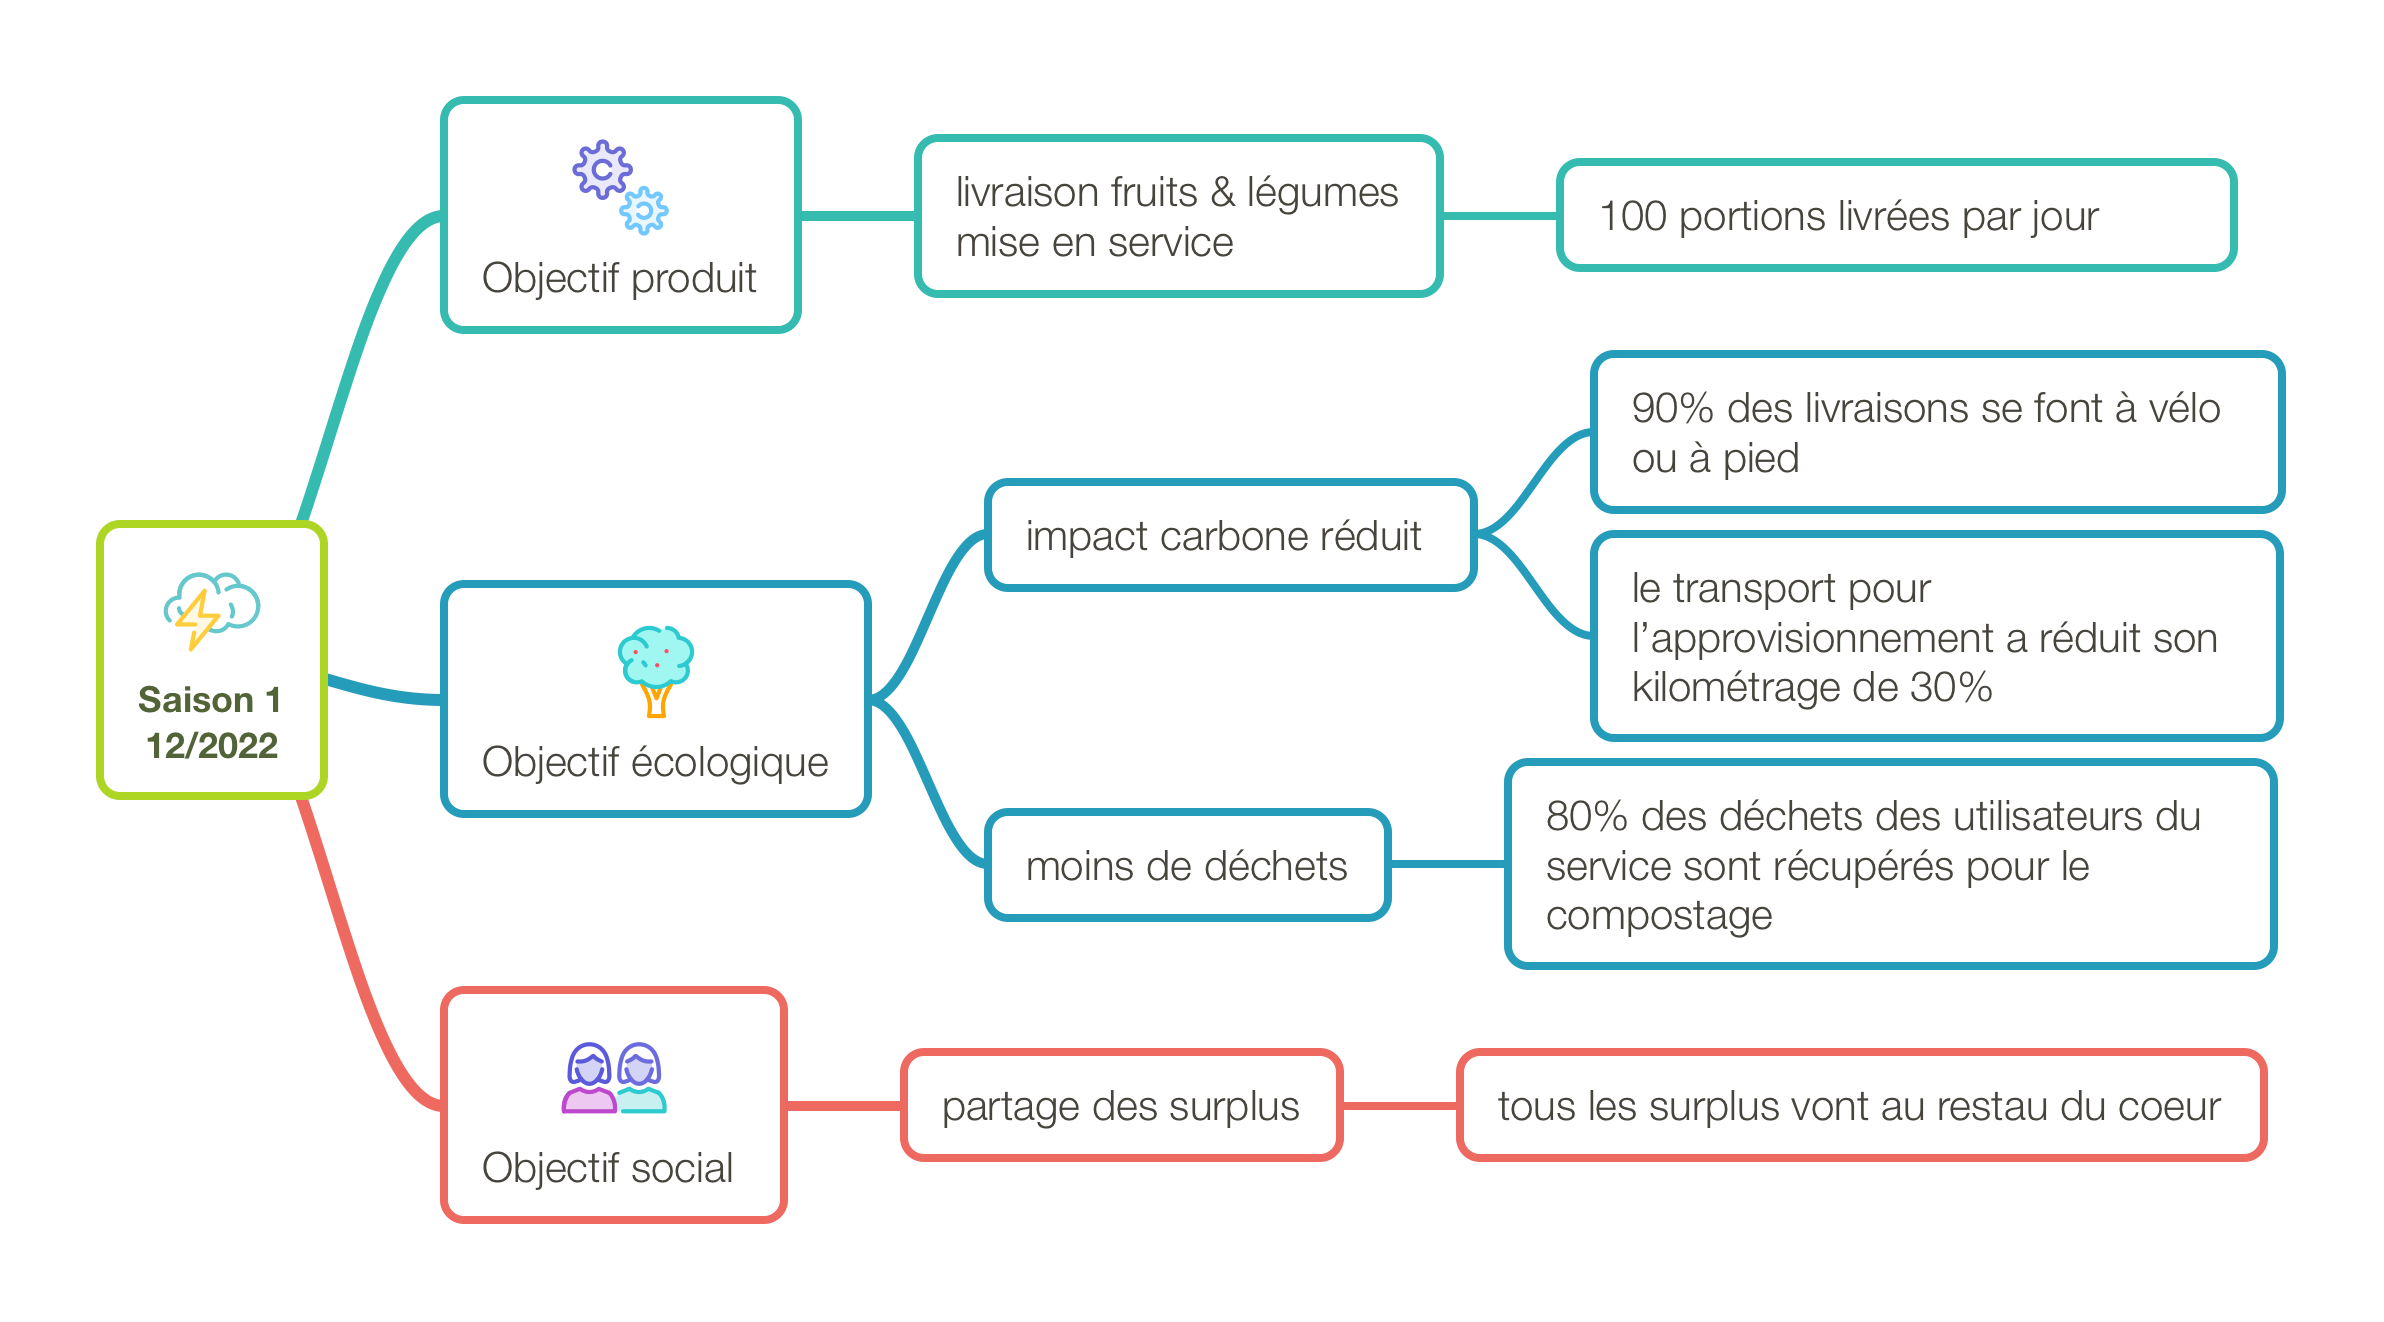 Saison 1
12/2022
Objectif produit
livraison fruits & légumes
mise en service
100 portions livrées par jour
Objectif écologique
impact carbone réduit
90% des livraisons se font à vélo
ou à pied
le transport pour
l’approvisionnement a réduit son
kilométrage de 30%
moins de déchets
80% des déchets des utilisateurs du
service sont récupérés pour le
compostage
Objectif social
partage des surplus
tous les surplus vont au restau du coeur